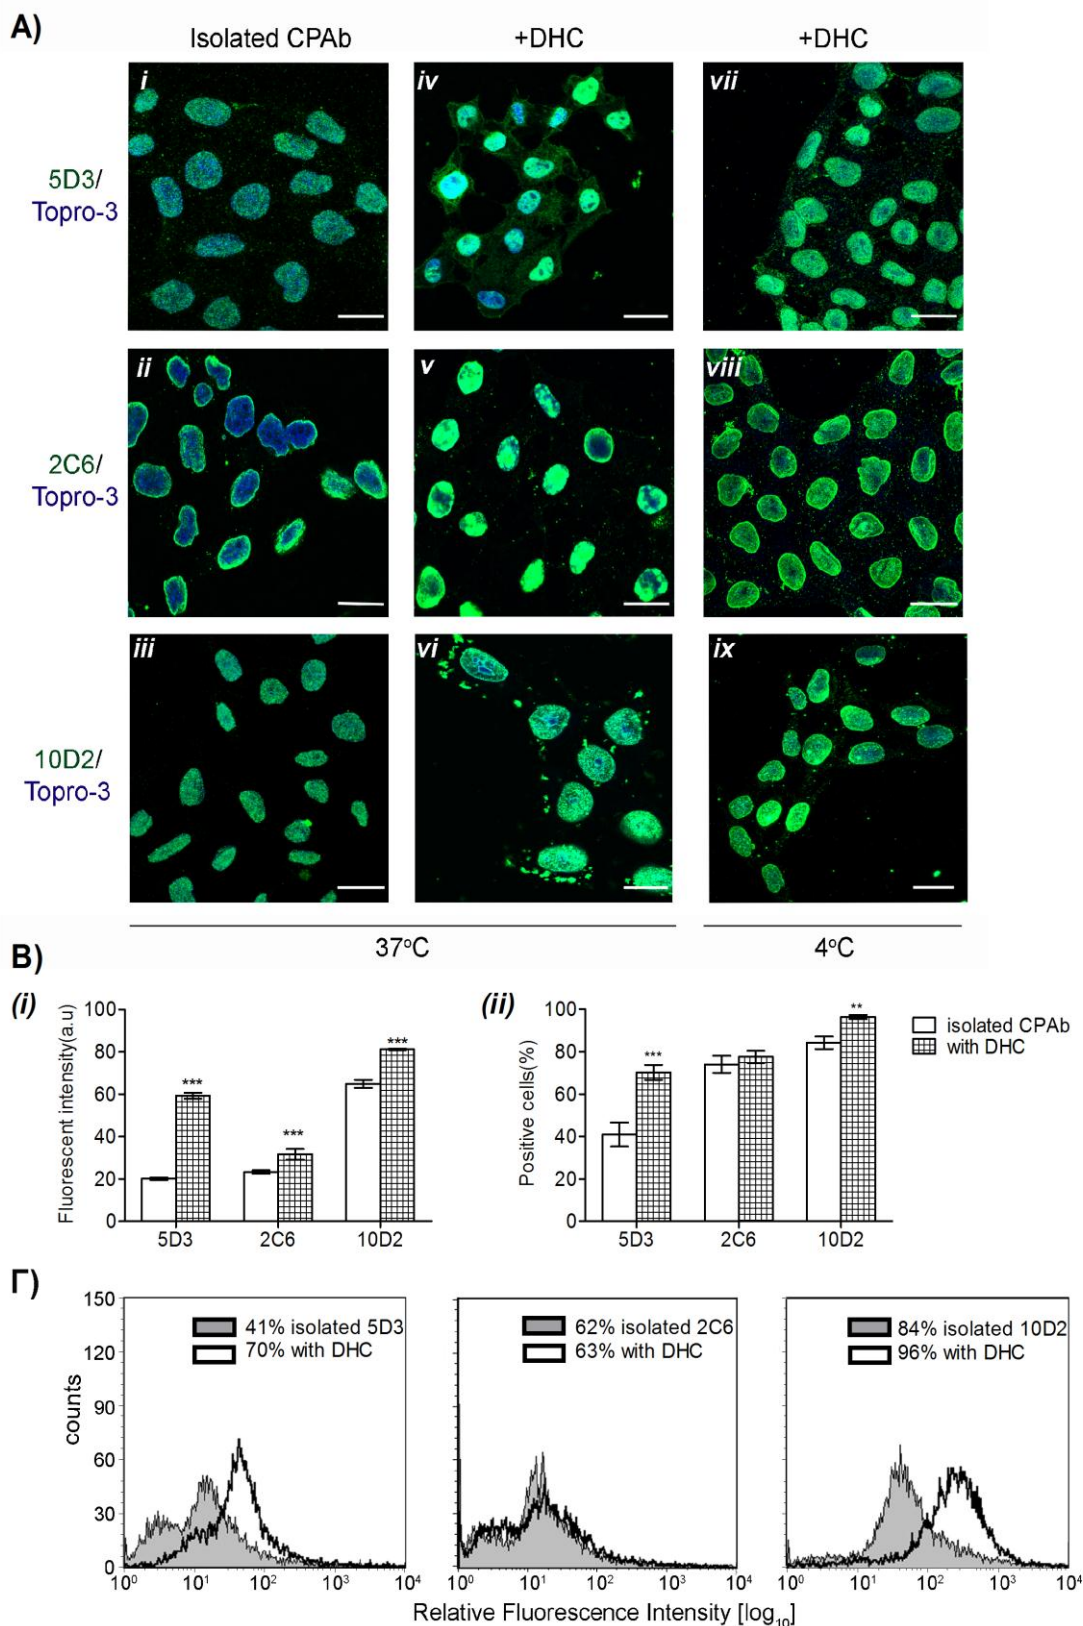 A)
Isolated CPAb +DHC +DHC
i iv vii
5D3/
Topro-3
ii v viii
2C6/
Topro-3
iii vi ix
10D2/
Topro-3
37°C 4°C
B)
(i) (ii)
Fluorescent intensity(a.u)
100
80
60
40
20
0
*** *** ***
5D3 2C6 10D2
Positive cells(%)
100
80
60
40
20
0
*** **
5D3 2C6 10D2
isolated CPAb
with DHC
Γ)
counts
150
120
90
60
30
0
41% isolated 5D3
70% with DHC
62% isolated 2C6
63% with DHC
84% isolated 10D2
96% with DHC
10⁰ 10¹ 10² 10³ 10⁴
10⁰ 10¹ 10² 10³ 10⁴
10⁰ 10¹ 10² 10³ 10⁴
Relative Fluorescence Intensity [log₁₀]